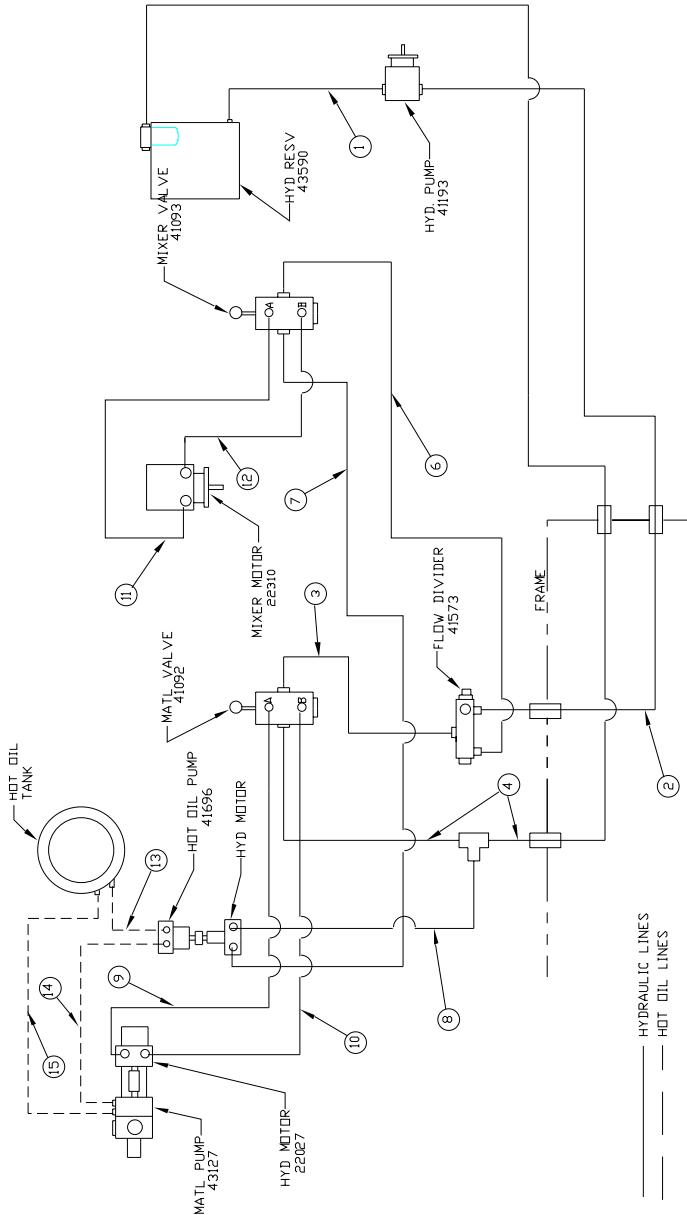 HOT OIL
TANK
13
14
15
HOT OIL PUMP
41696
HYD MOTOR
9
10
8
MATL PUMP
43127
HYD MOTOR
22027
MATL VALVE
41092
A
B
3
4
MIXER MOTOR
22310
11
12
7
MIXER VALVE
41093
A
B
6
HYD RESV
43590
1
HYD. PUMP
41193
FLOW DIVIDER
41573
FRAME
2
HYDRAULIC LINES
HOT OIL LINES